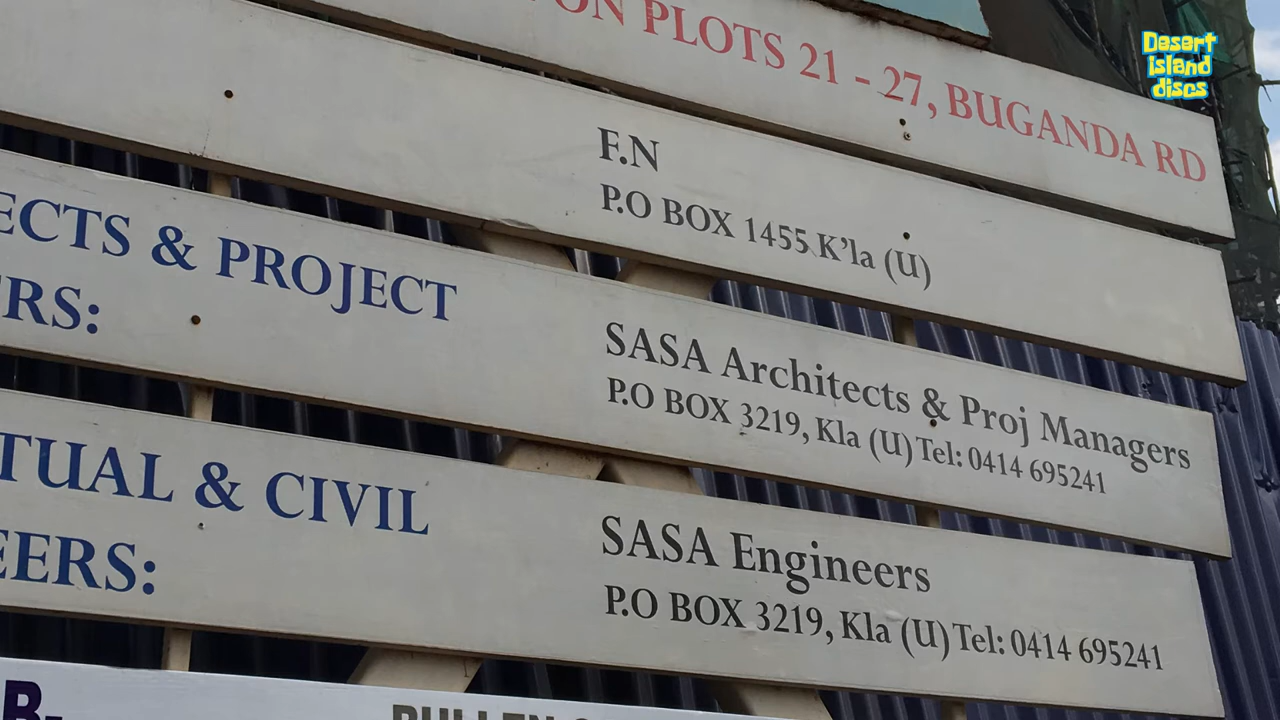 ON PLOTS 21 - 27, BUGANDA RD
Desert
island
discs
F.N
P.O BOX 1455 K'la (U)
ECTS & PROJECT
ERS:
SASA Architects & Proj Managers
P.O BOX 3219, Kla (U) Tel: 0414 695241
TUAL & CIVIL
EERS:
SASA Engineers
P.O BOX 3219, Kla (U) Tel: 0414 695241